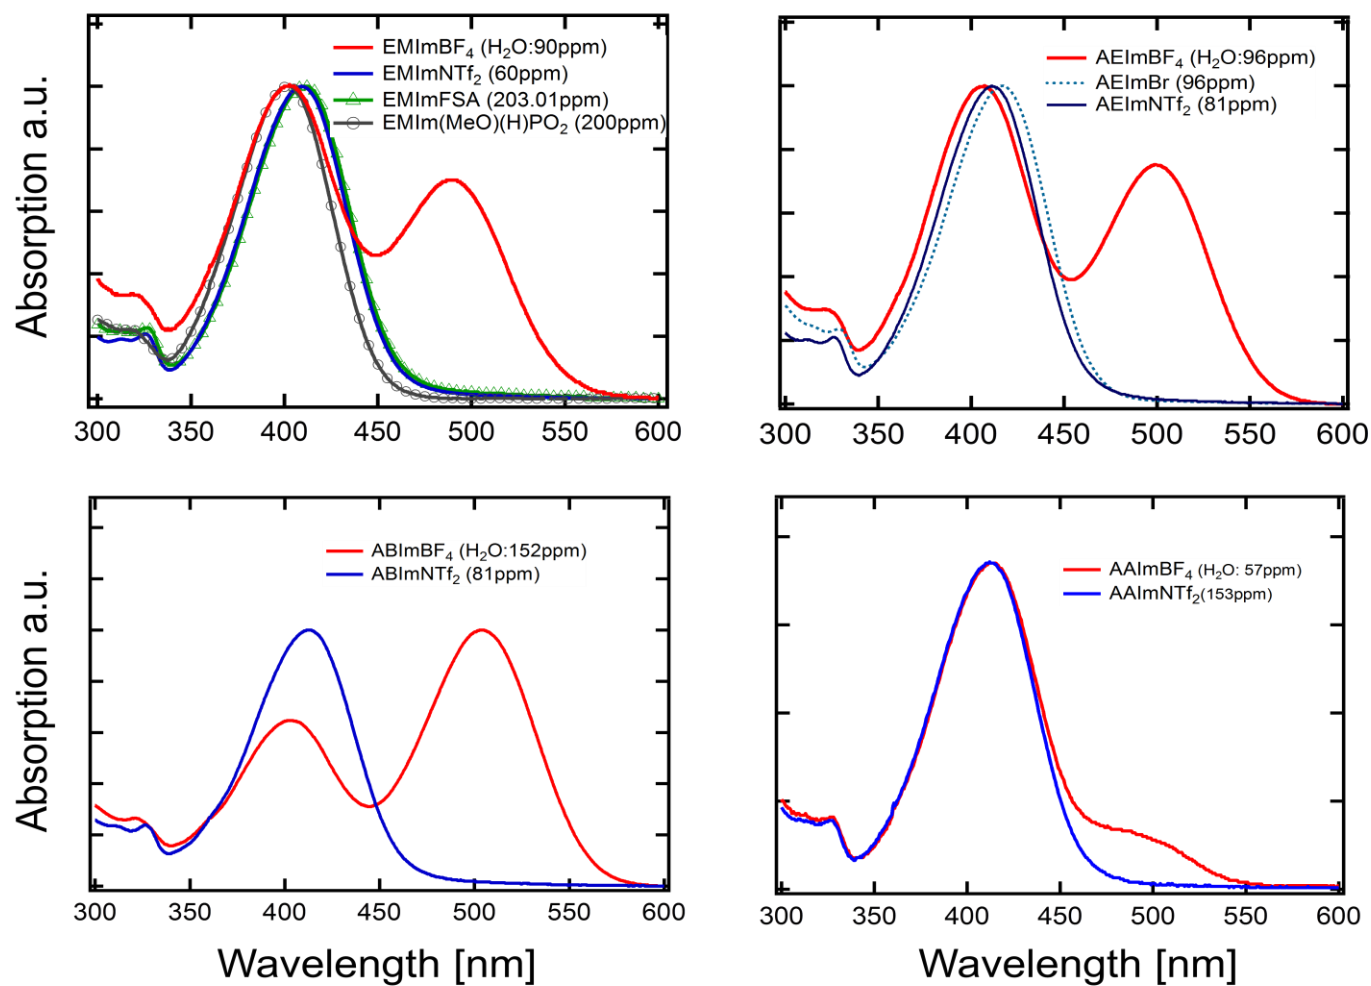 Absorption a.u.
EMImBF₄ (H₂O:90ppm)
EMImNTf₂ (60ppm)
EMImFSA (203.01ppm)
EMIm(MeO)(H)PO₂ (200ppm)
300 350 400 450 500 550 600
AEImBF₄ (H₂O:96ppm)
AEImBr (96ppm)
AEImNTf₂ (81ppm)
300 350 400 450 500 550 600
Absorption a.u.
ABImBF₄ (H₂O:152ppm)
ABImNTf₂ (81ppm)
300 350 400 450 500 550 600
Wavelength [nm]
AAImBF₄ (H₂O: 57ppm)
AAImNTf₂(153ppm)
300 350 400 450 500 550 600
Wavelength [nm]